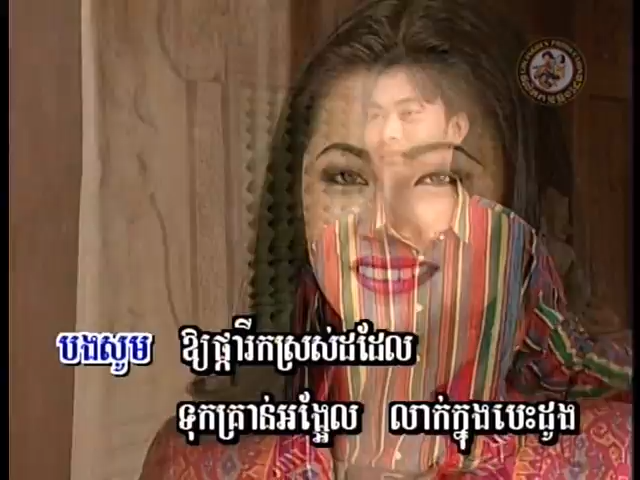 បងសូម ឱ្យផ្ការីកស្រស់ដដែល
ទុកគ្រាន់អង្អែល លាក់ក្នុងបេះដូង